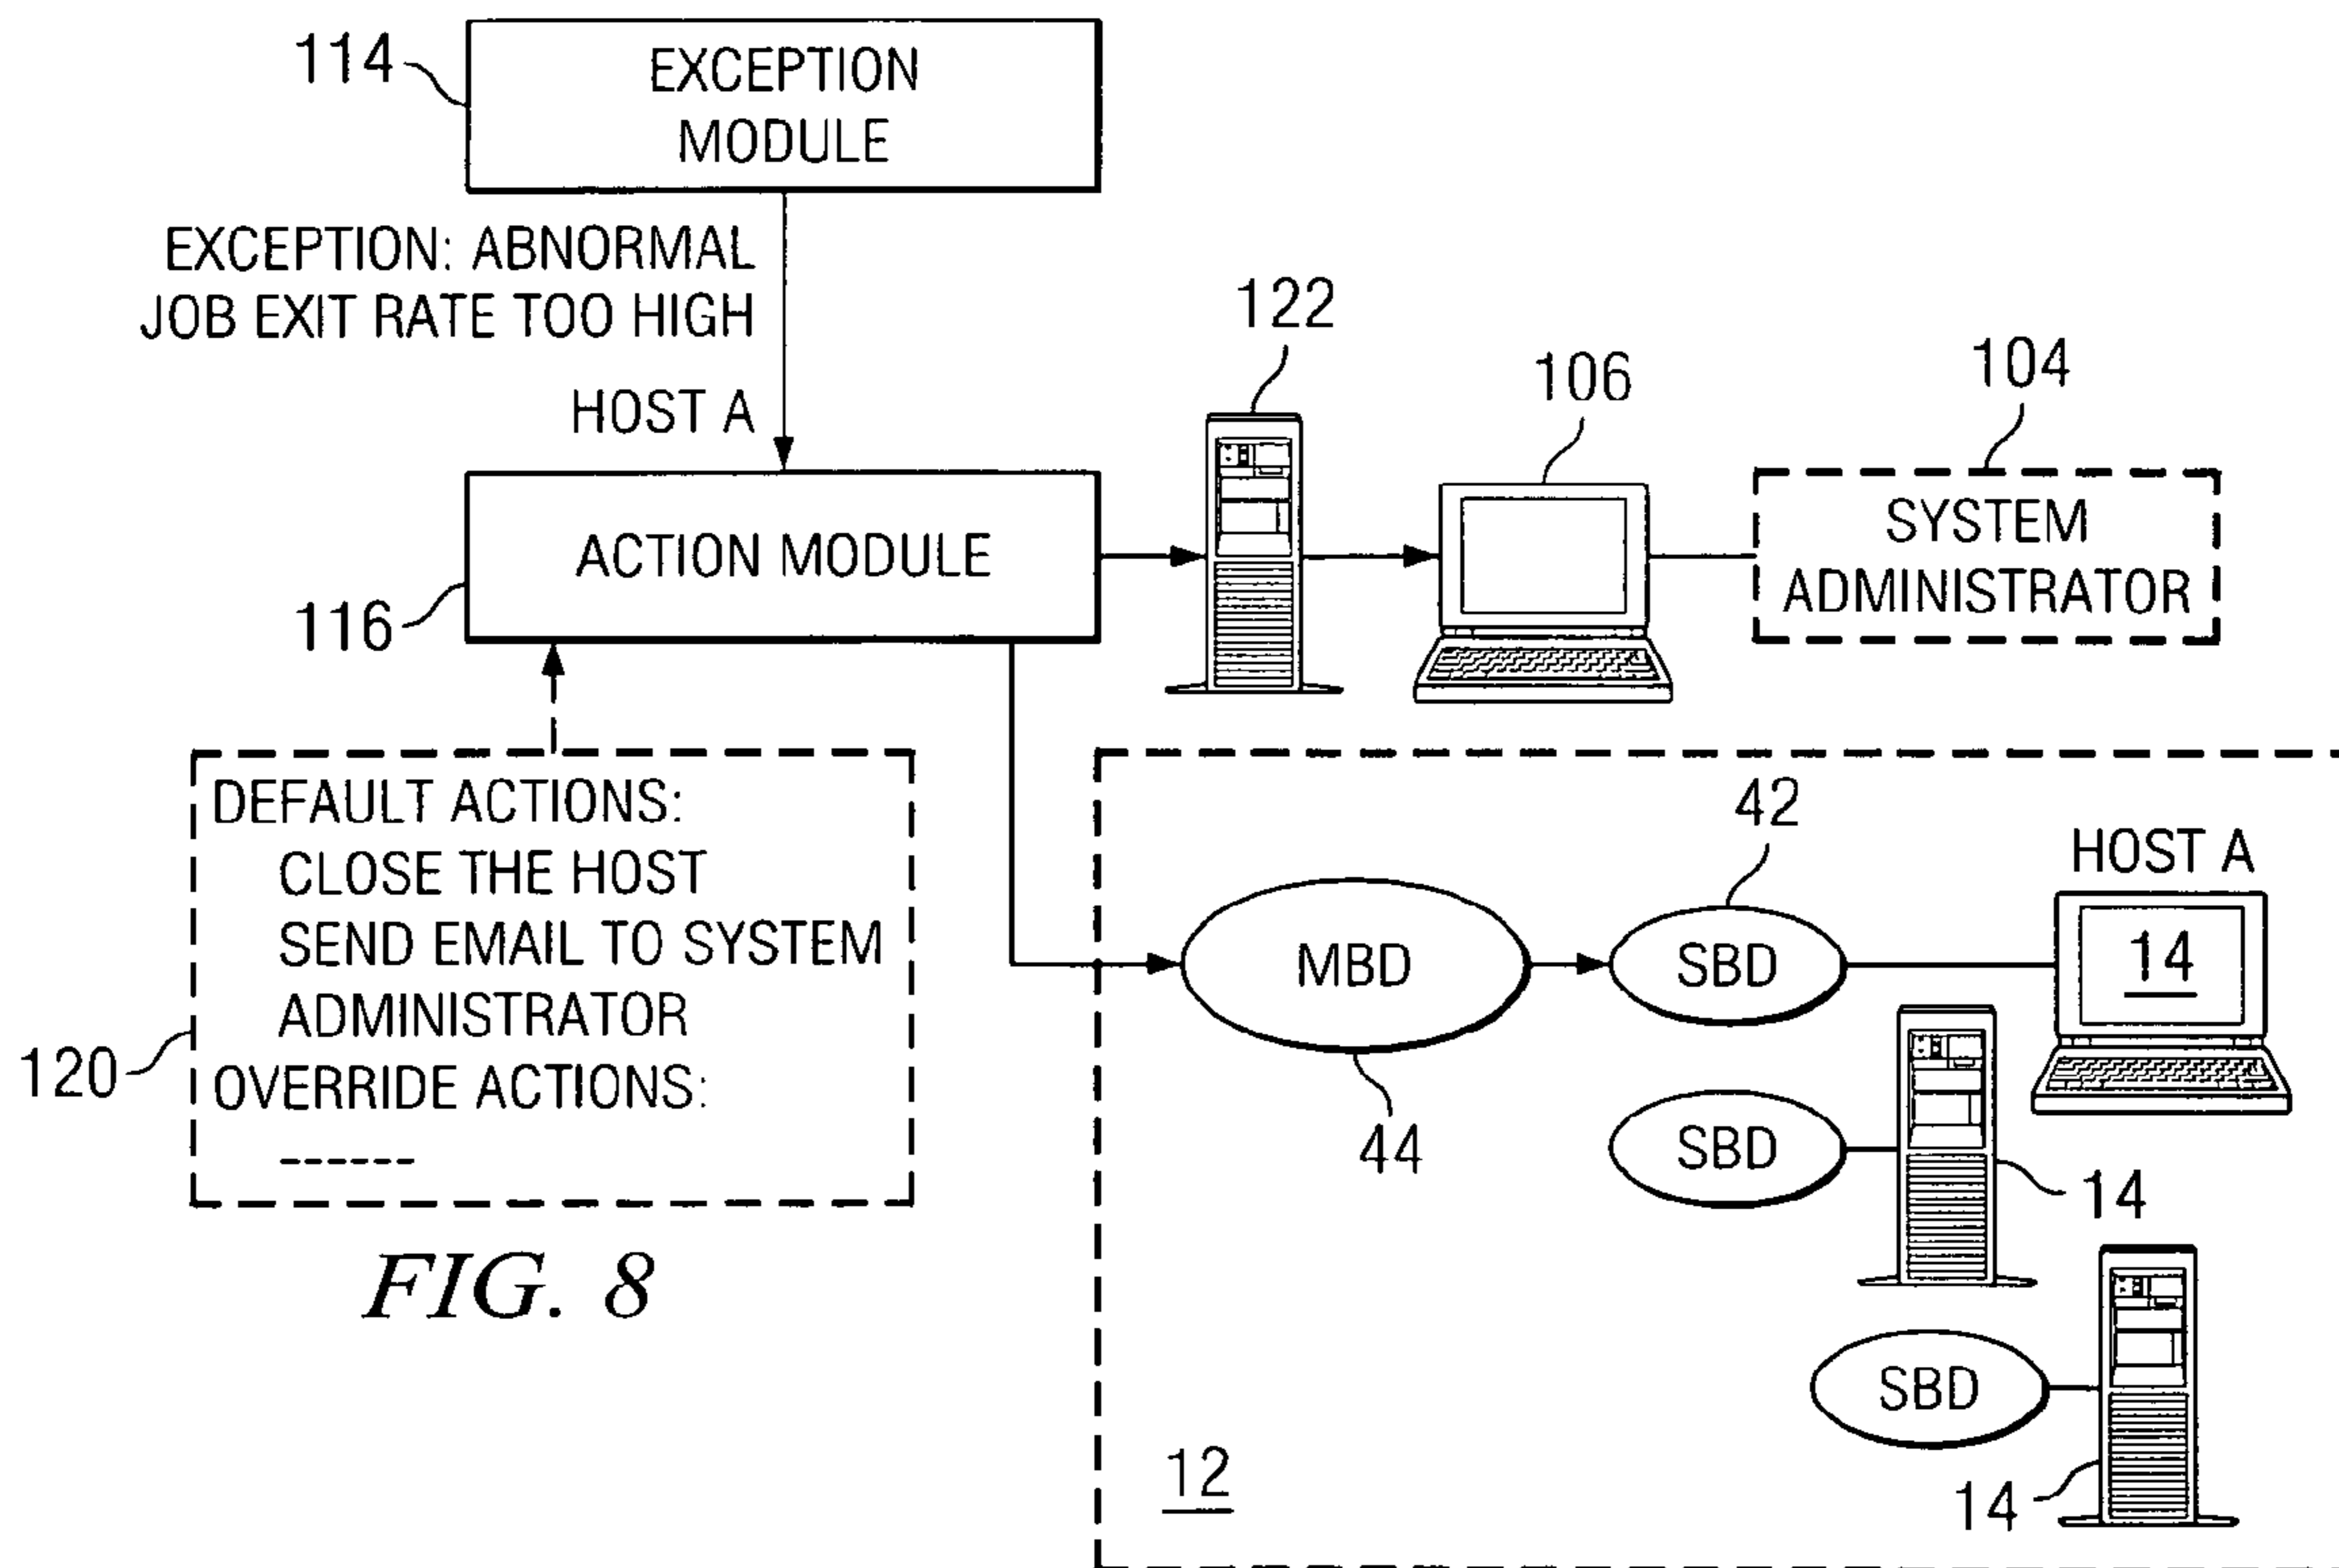 114
EXCEPTION
MODULE
EXCEPTION: ABNORMAL
JOB EXIT RATE TOO HIGH
HOST A
122
106
104
ACTION MODULE
116
SYSTEM
ADMINISTRATOR
DEFAULT ACTIONS:
CLOSE THE HOST
SEND EMAIL TO SYSTEM
ADMINISTRATOR
OVERRIDE ACTIONS:
------
120
FIG. 8
42
HOST A
MBD
SBD
14
44
SBD
14
SBD
14
12